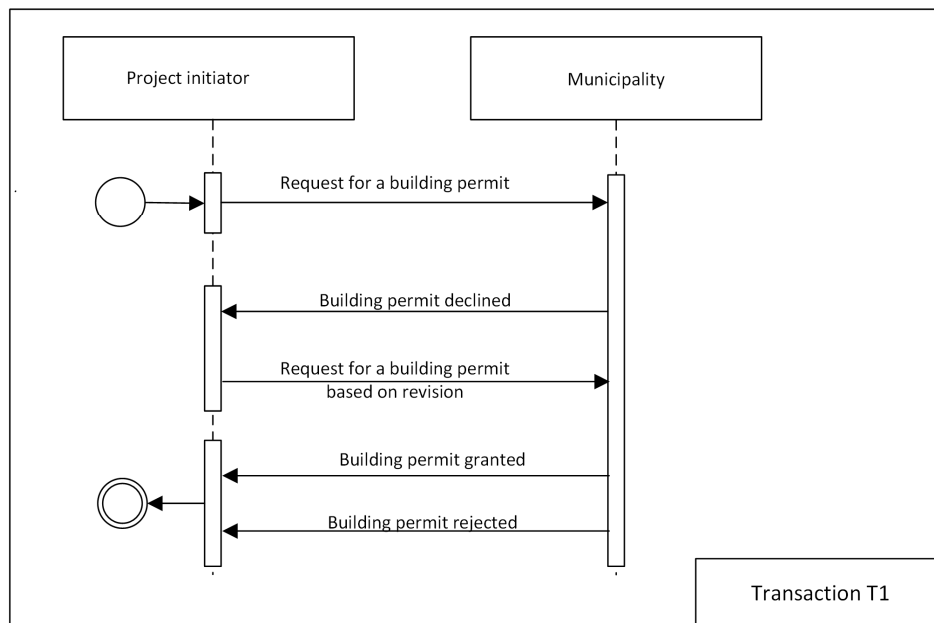 Project initiator
Municipality
Request for a building permit
Building permit declined
Request for a building permit
based on revision
Building permit granted
Building permit rejected
Transaction T1